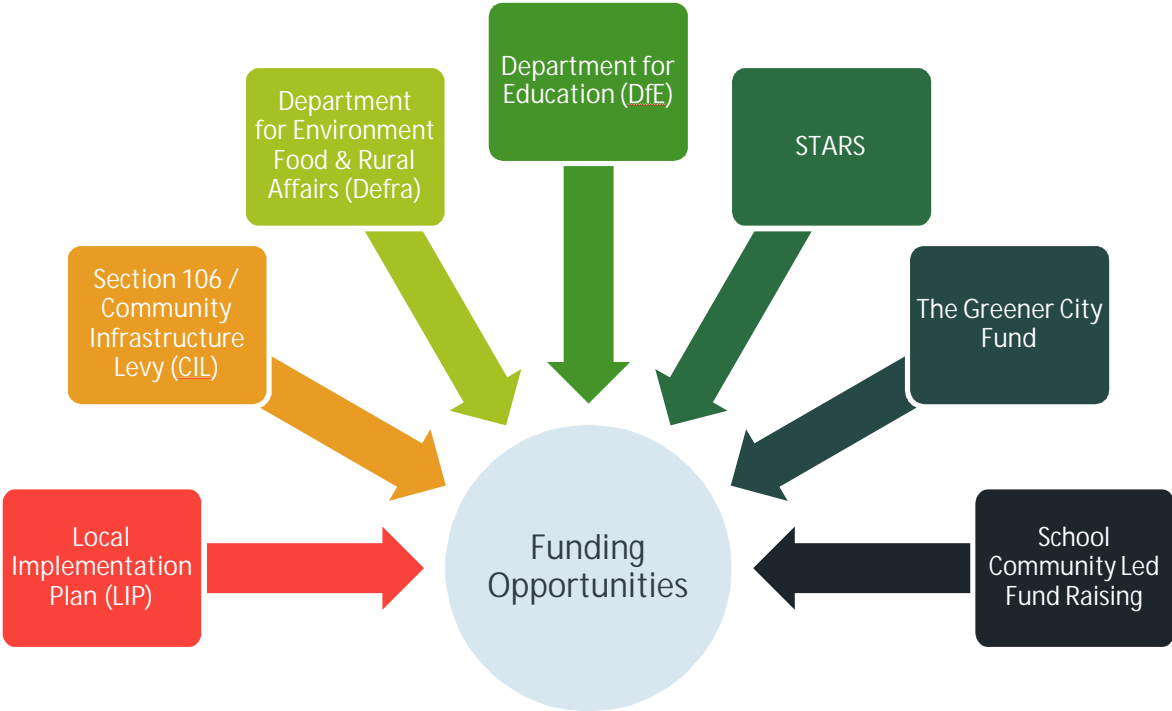 Department for
Education (DfE)
Department
for Environment
Food & Rural
Affairs (Defra)
STARS
Section 106 /
Community
Infrastructure
Levy (CIL)
The Greener City
Fund
Local
Implementation
Plan (LIP)
Funding
Opportunities
School
Community Led
Fund Raising